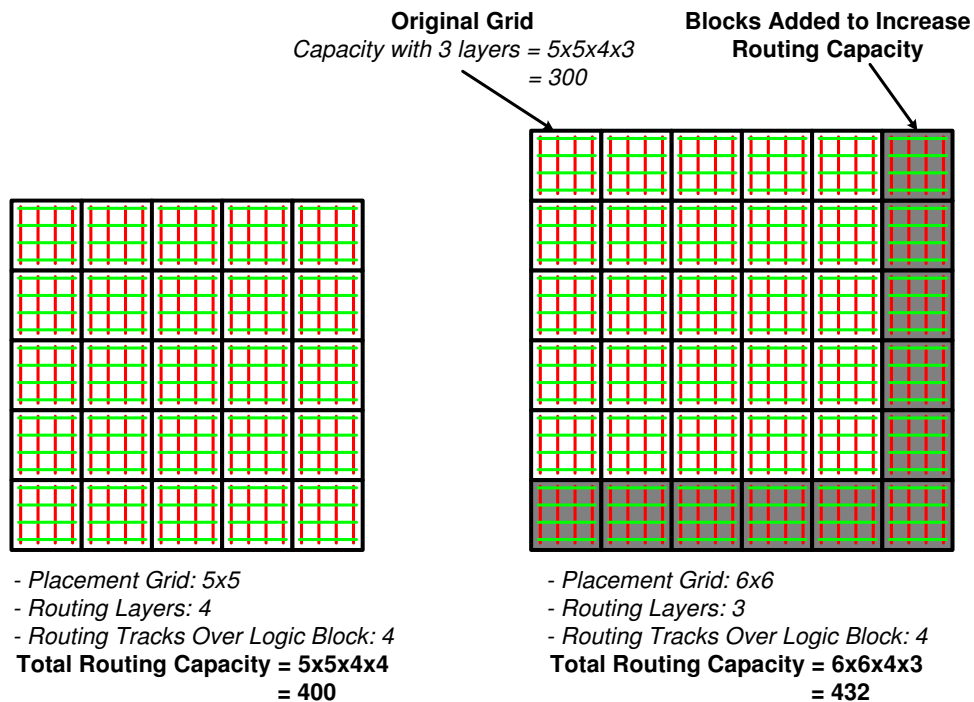 Original Grid
Capacity with 3 layers = 5x5x4x3
= 300
Blocks Added to Increase
Routing Capacity
- Placement Grid: 5x5
- Routing Layers: 4
- Routing Tracks Over Logic Block: 4
Total Routing Capacity = 5x5x4x4
= 400
- Placement Grid: 6x6
- Routing Layers: 3
- Routing Tracks Over Logic Block: 4
Total Routing Capacity = 6x6x4x3
= 432